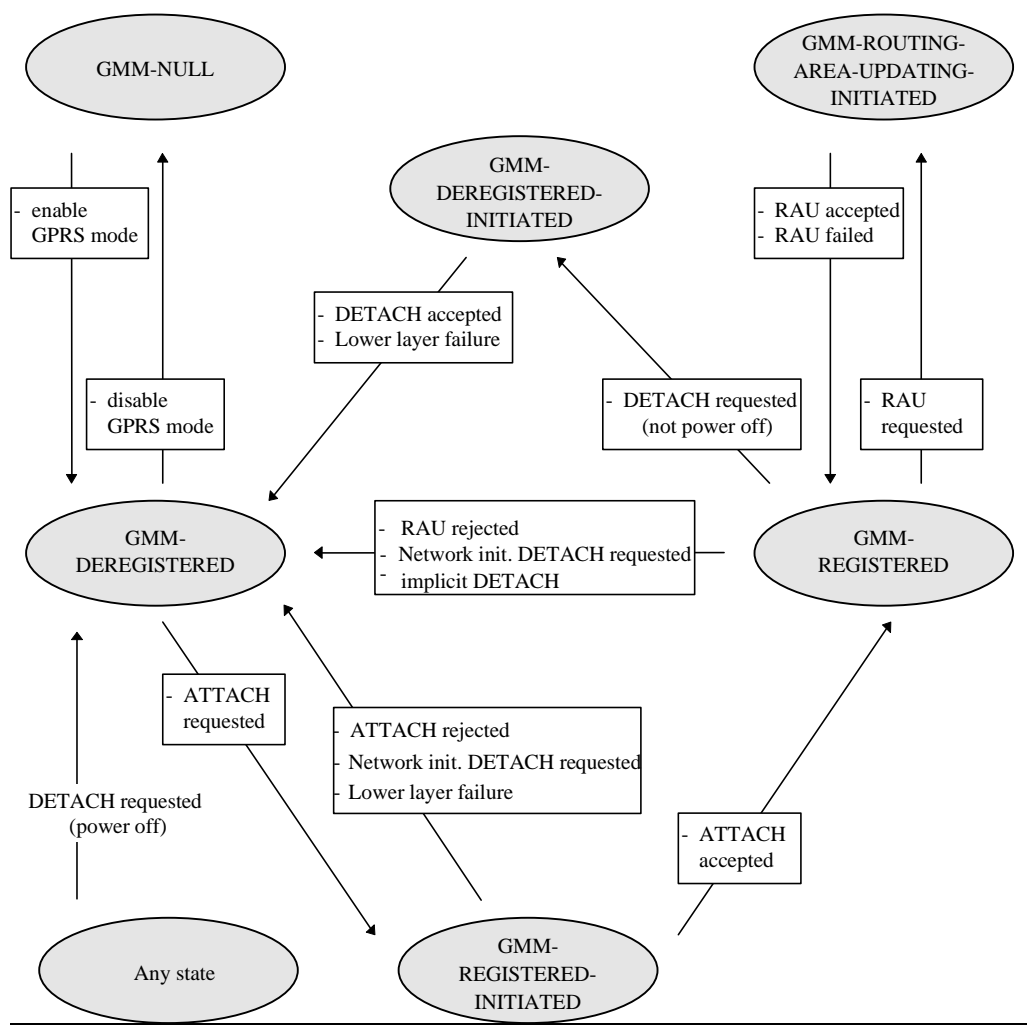 GMM-NULL
GMM-ROUTING-
AREA-UPDATING-
INITIATED
GMM-
DEREGISTERED-
INITIATED
- enable
GPRS mode
- RAU accepted
- RAU failed
- DETACH accepted
- Lower layer failure
- disable
GPRS mode
- DETACH requested
(not power off)
- RAU
requested
GMM-
DEREGISTERED
- RAU rejected
- Network init. DETACH requested
- implicit DETACH
GMM-
REGISTERED
- ATTACH
requested
- ATTACH rejected
- Network init. DETACH requested
- Lower layer failure
DETACH requested
(power off)
- ATTACH
accepted
Any state
GMM-
REGISTERED-
INITIATED